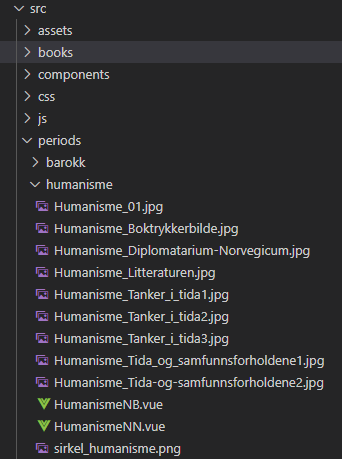 src
assets
books
components
css
js
periods
barokk
humanisme
Humanisme_01.jpg
Humanisme_Boktrykkerbilde.jpg
Humanisme_Diplomatarium-Norvegicum.jpg
Humanisme_Litteraturen.jpg
Humanisme_Tanker_i_tida1.jpg
Humanisme_Tanker_i_tida2.jpg
Humanisme_Tanker_i_tida3.jpg
Humanisme_Tida_og_samfunnsforholdene1.jpg
Humanisme_Tida-og-samfunnsforholdene2.jpg
HumanismeNB.vue
HumanismeNN.vue
sirkel_humanisme.png